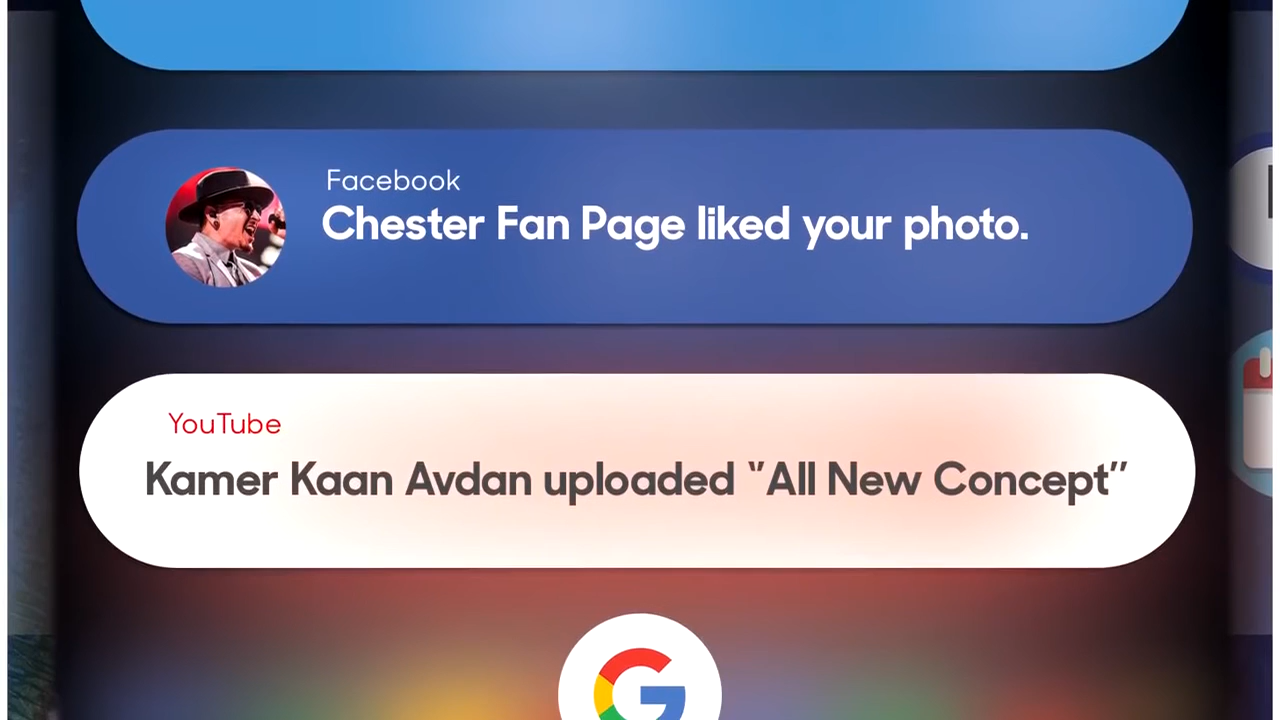 Facebook
Chester Fan Page liked your photo.
YouTube
Kamer Kaan Avdan uploaded "All New Concept"